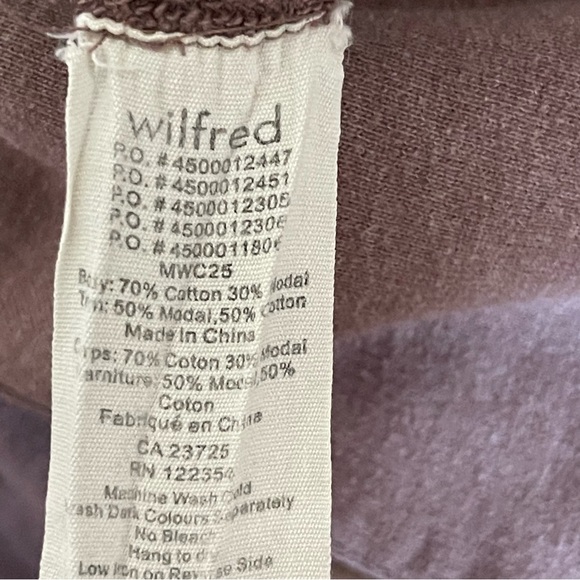 wilfred
P.O. #4500012447
P.O. #4500012451
P.O. #4500012305
P.O. #450001230
P.O. #450001180
MWC25
Body: 70% Cotton 30% Modal
Trim: 50% Modal,50% Cotton
Made In China
Corps: 70% Coton 30% Modal
Garniture: 50% Modal,50%
Coton
Fabriqué en Chine
CA 23725
RN 122354
Machine Wash Cold
Wash Dark Colours Separately
No Bleach
Hang to dry
Low Iron on Reverse Side